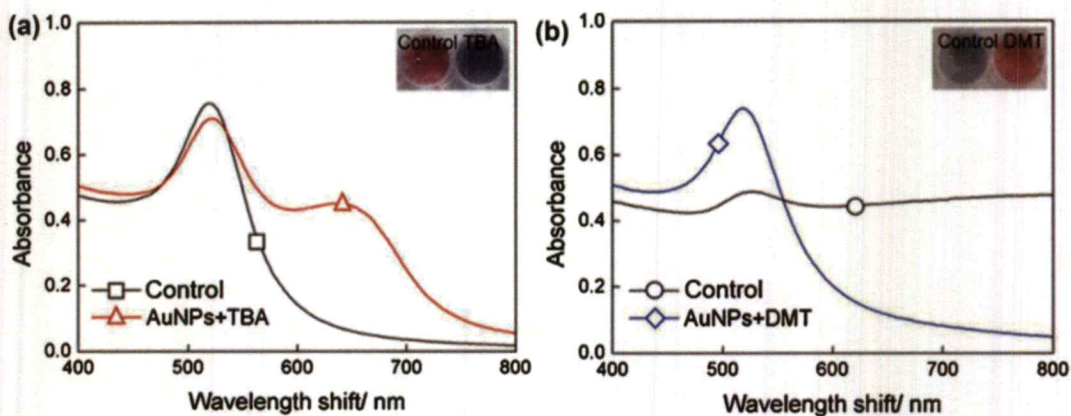 (a)
1.0
0.8
0.6
0.4
0.2
0.0
Absorbance
Control TBA
Control
AuNPs+TBA
400 500 600 700 800
Wavelength shift/ nm
(b)
1.0
0.8
0.6
0.4
0.2
0.0
Absorbance
Control DMT
Control
AuNPs+DMT
400 500 600 700 800
Wavelength shift/ nm